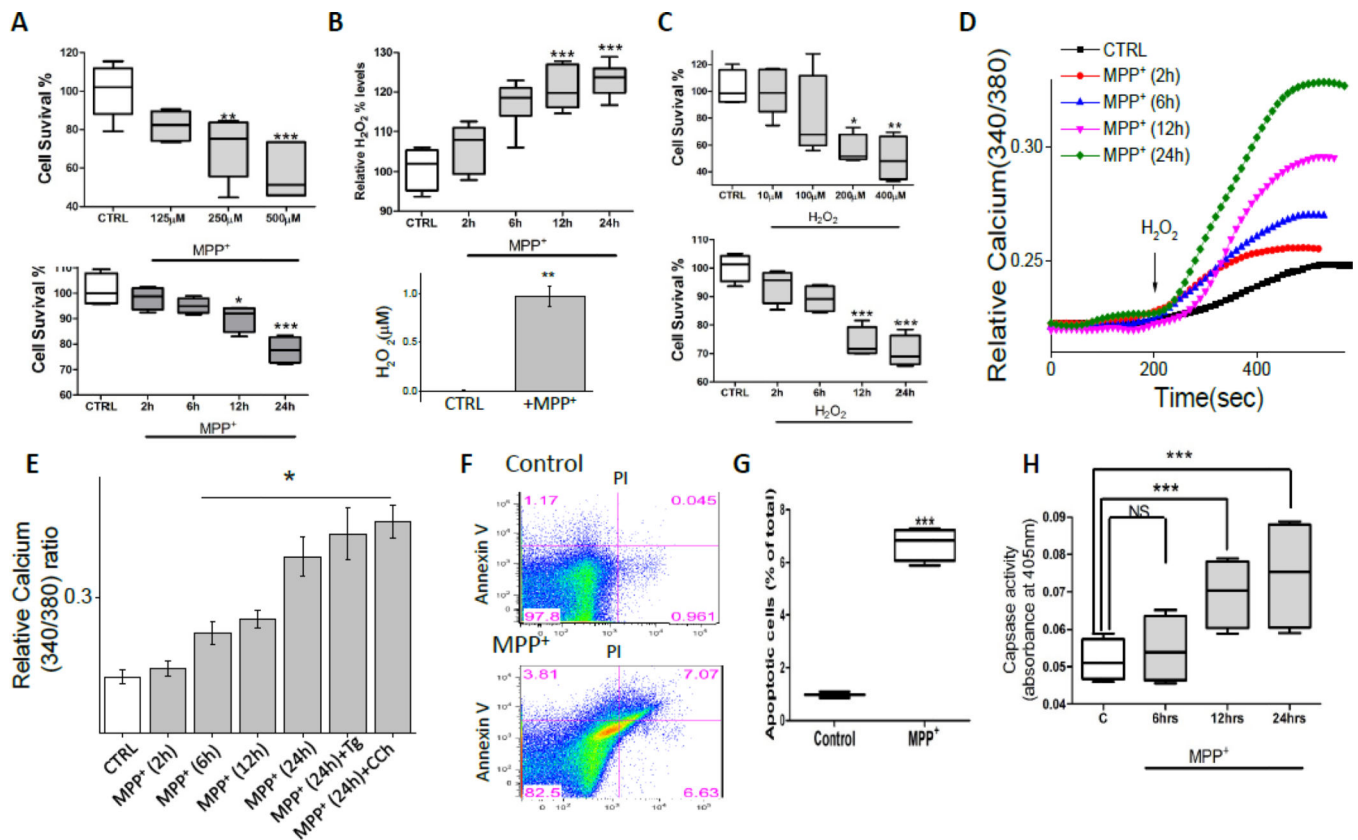 A
Cell Suvival %
120
100
80
60
40
**
***
CTRL
125μM
250μM
500μM
MPP⁺
Cell Suvival %
110
100
90
80
70
60
*
***
CTRL
2h
6h
12h
24h
MPP⁺
B
Relative H₂O₂ % levels
130
120
110
100
90
***
***
CTRL
2h
6h
12h
24h
MPP⁺
H₂O₂(μM)
1.0
0.5
0.0
**
CTRL
+MPP⁺
C
Cell Suvival %
120
100
80
60
40
*
**
CTRL
10μM
100μM
200μM
400μM
H₂O₂
Cell Suvival %
110
100
90
80
70
60
***
***
CTRL
2h
6h
12h
24h
H₂O₂
D
Relative Calcium(340/380)
0.30
0.25
CTRL
MPP⁺ (2h)
MPP⁺ (6h)
MPP⁺ (12h)
MPP⁺ (24h)
H₂O₂
0
200
400
Time(sec)
E
Relative Calcium
(340/380) ratio
0.3
*
CTRL
MPP⁺ (2h)
MPP⁺ (6h)
MPP⁺ (12h)
MPP⁺ (24h)
MPP⁺ (24h)+Tg
MPP⁺ (24h)+CCh
F
Control
PI
Annexin V
1.17
0.045
97.8
0.961
MPP⁺
PI
Annexin V
3.81
7.07
82.5
6.63
G
Apoptotic cells (% of total)
8
6
4
2
0
***
Control
MPP⁺
H
Capsase activity
(absorbance at 405nm)
0.09
0.08
0.07
0.06
0.05
0.04
***
***
NS
C
6hrs
12hrs
24hrs
MPP⁺